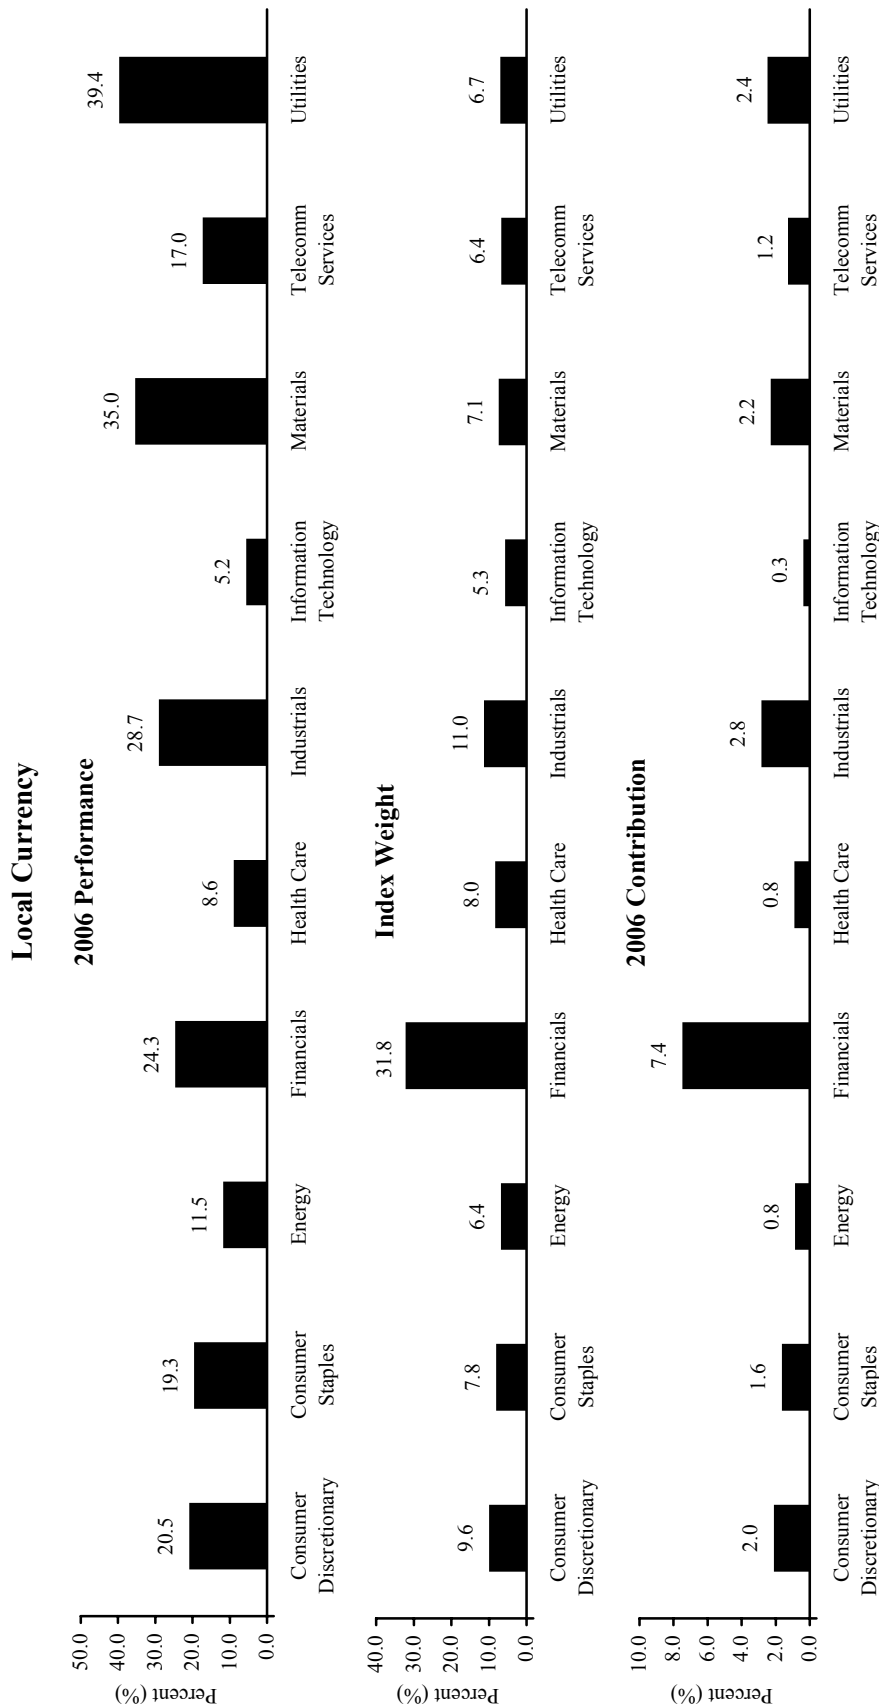 Local Currency
2006 Performance
Percent (%)
50.0
40.0
30.0
20.0
10.0
0.0
20.5
19.3
11.5
24.3
8.6
28.7
5.2
35.0
17.0
39.4
Consumer
Discretionary
Consumer
Staples
Energy
Financials
Health Care
Industrials
Information
Technology
Materials
Telecomm
Services
Utilities
Index Weight
Percent (%)
40.0
30.0
20.0
10.0
0.0
9.6
7.8
6.4
31.8
8.0
11.0
5.3
7.1
6.4
6.7
Consumer
Discretionary
Consumer
Staples
Energy
Financials
Health Care
Industrials
Information
Technology
Materials
Telecomm
Services
Utilities
2006 Contribution
Percent (%)
10.0
8.0
6.0
4.0
2.0
0.0
2.0
1.6
0.8
7.4
0.8
2.8
0.3
2.2
1.2
2.4
Consumer
Discretionary
Consumer
Staples
Energy
Financials
Health Care
Industrials
Information
Technology
Materials
Telecomm
Services
Utilities